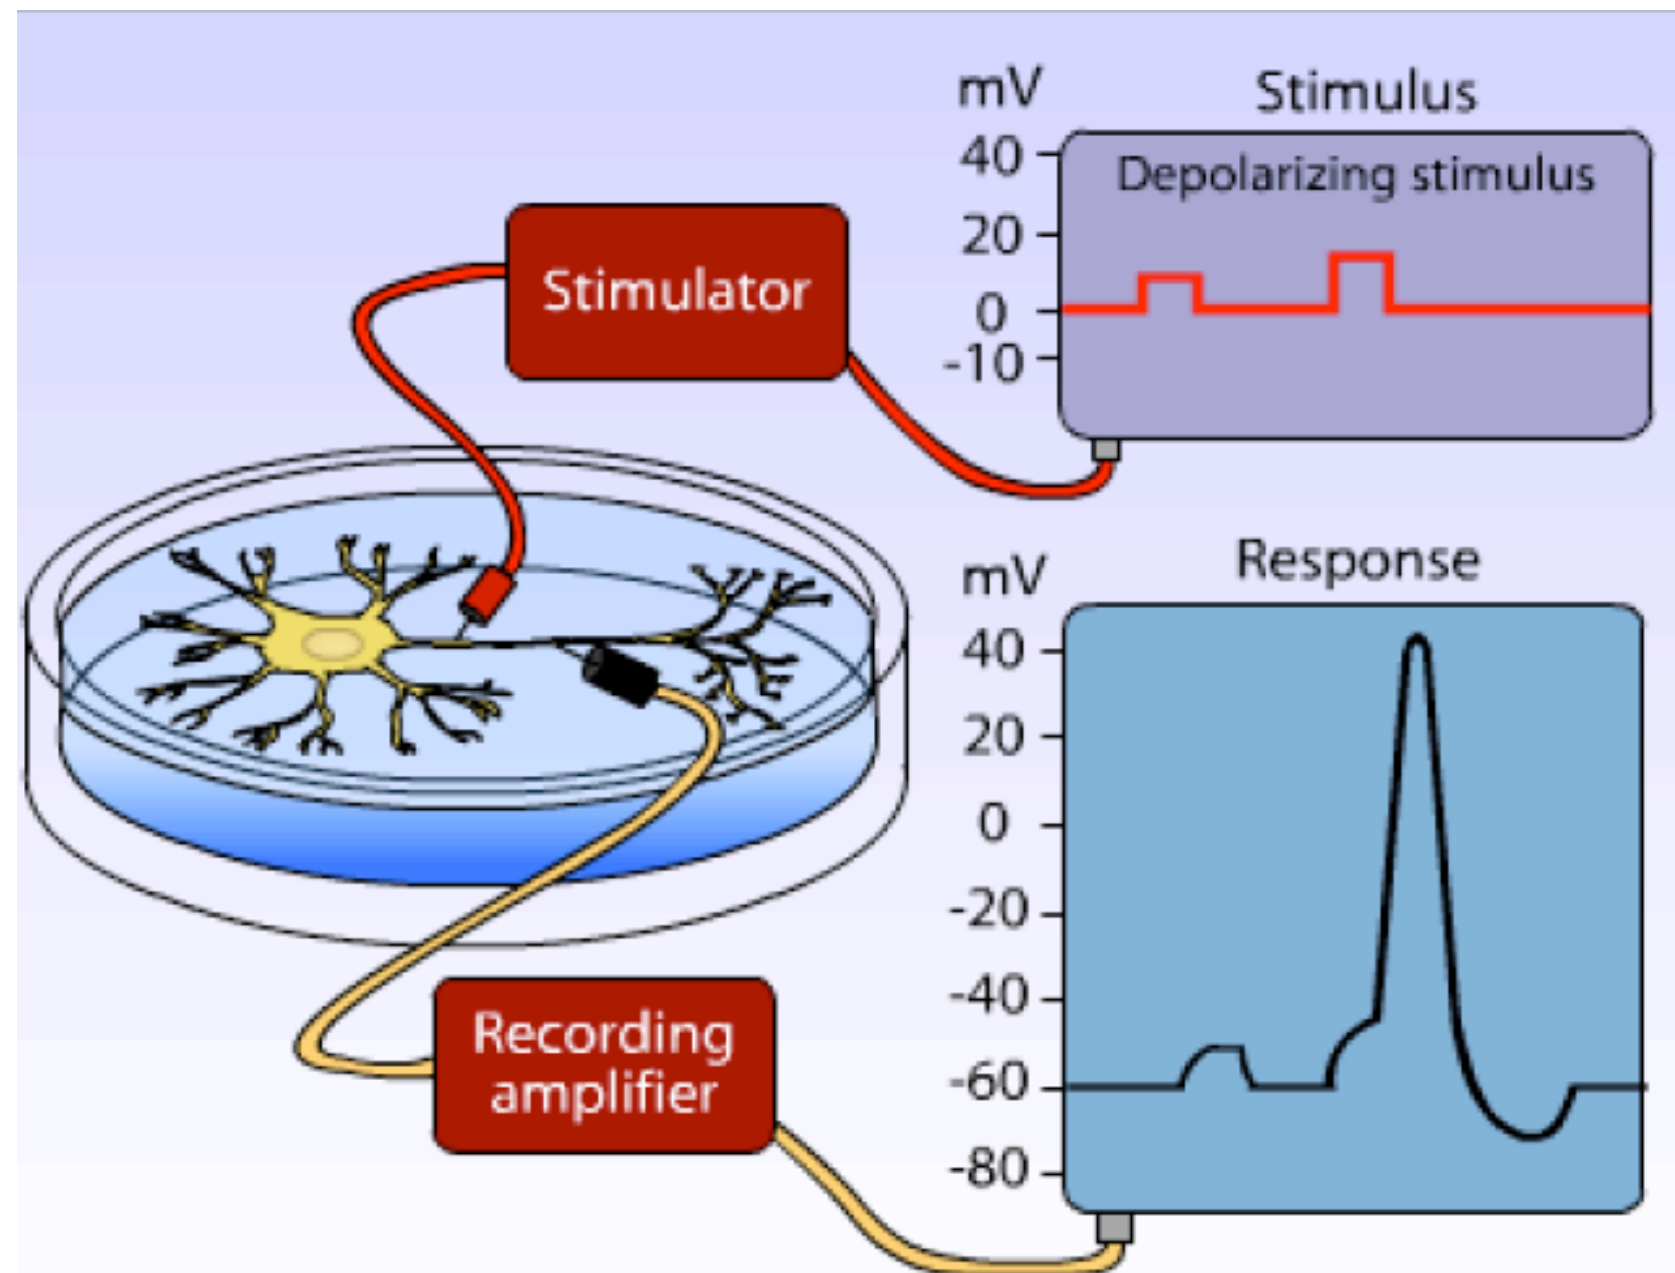 mV
Stimulus
40
Depolarizing stimulus
20
0
-10
Stimulator
mV
Response
40
20
0
-20
-40
-60
-80
Recording
amplifier